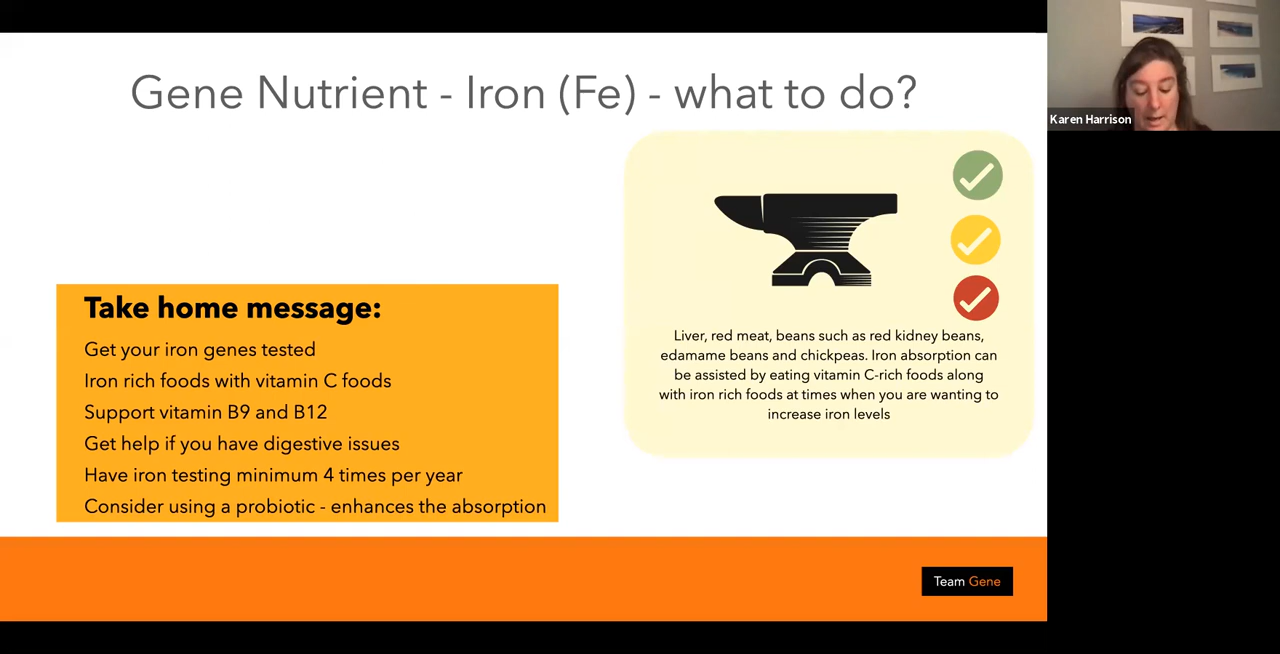 Gene Nutrient - Iron (Fe) - what to do?
Karen Harrison
Take home message:
Get your iron genes tested
Iron rich foods with vitamin C foods
Support vitamin B9 and B12
Get help if you have digestive issues
Have iron testing minimum 4 times per year
Consider using a probiotic - enhances the absorption
Liver, red meat, beans such as red kidney beans,
edamame beans and chickpeas. Iron absorption can
be assisted by eating vitamin C-rich foods along
with iron rich foods at times when you are wanting to
increase iron levels
Team Gene